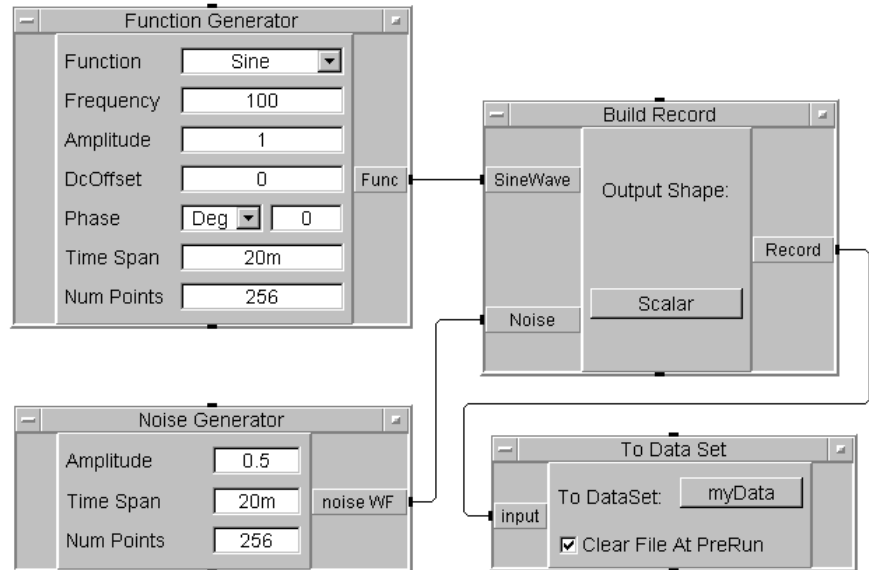 Function Generator
Function Sine
Frequency 100
Amplitude 1
DcOffset 0
Func
Phase Deg 0
Time Span 20m
Num Points 256
Build Record
SineWave
Output Shape:
Record
Scalar
Noise
Noise Generator
Amplitude 0.5
Time Span 20m
noise WF
Num Points 256
To Data Set
To DataSet: myData
input
Clear File At PreRun